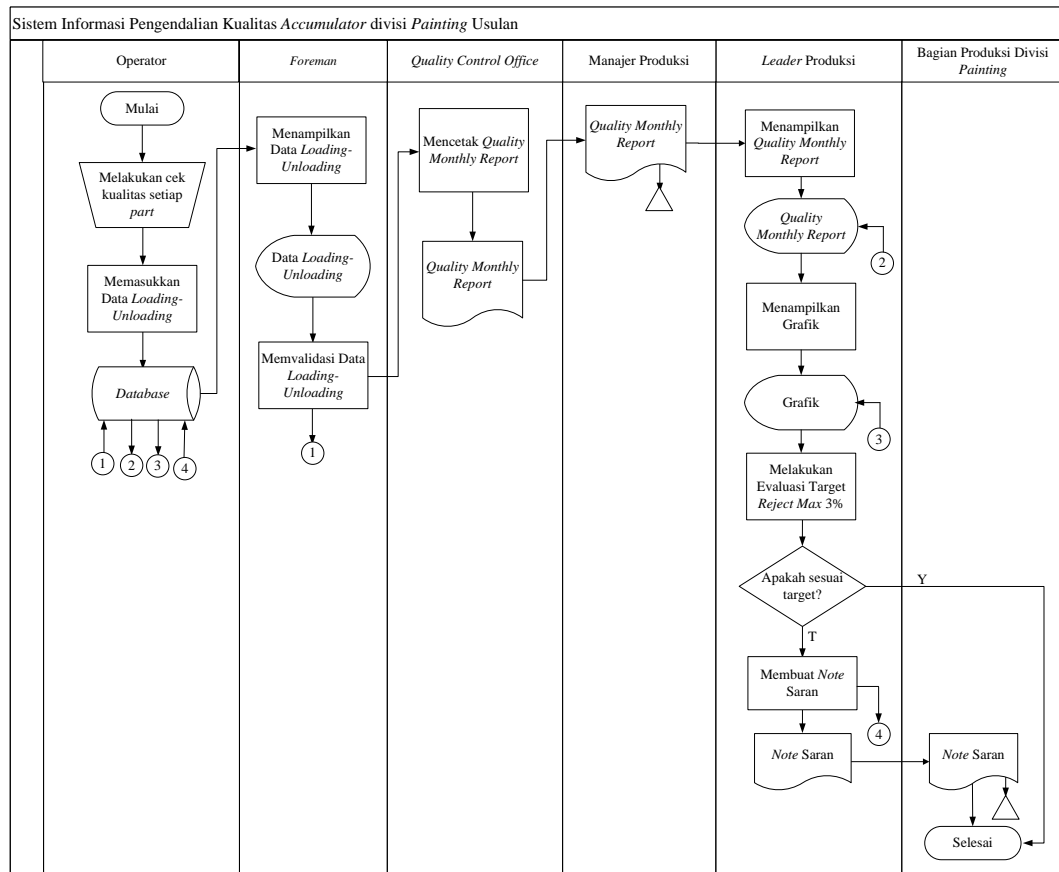 Sistem Informasi Pengendalian Kualitas Accumulator divisi Painting Usulan
Operator
Foreman
Quality Control Office
Manajer Produksi
Leader Produksi
Bagian Produksi Divisi
Painting
Mulai
Melakukan cek
kualitas setiap
part
Memasukkan
Data Loading-
Unloading
Database
1
2
3
4
Menampilkan
Data Loading-
Unloading
Data Loading-
Unloading
Memvalidasi Data
Loading-
Unloading
1
Mencetak Quality
Monthly Report
Quality Monthly
Report
Quality Monthly
Report
Menampilkan
Quality Monthly
Report
Quality
Monthly Report
2
Menampilkan
Grafik
Grafik
3
Melakukan
Evaluasi Target
Reject Max 3%
Apakah sesuai
target?
Y
T
Membuat Note
Saran
4
Note Saran
Note Saran
Selesai